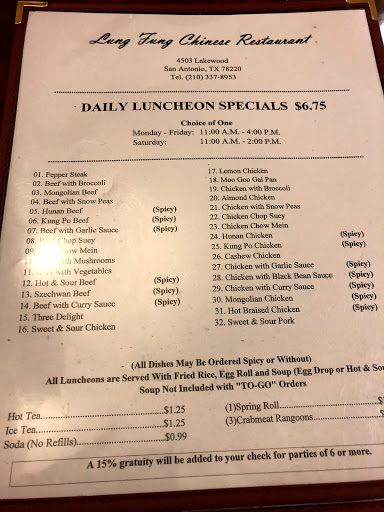 Lung Fung Chinese Restaurant
4503 Lakewood
San Antonio, TX 78220
Tel. (210) 337-8953
DAILY LUNCHEON SPECIALS $6.75
Choice of One
Monday - Friday: 11:00 A.M. - 4:00 P.M.
Saturday: 11:00 A.M. - 2:00 P.M.
01. Pepper Steak
02. Beef with Broccoli
03. Mongolian Beef
04. Beef with Snow Peas
05. Hunan Beef (Spicy)
06. Kung Po Beef (Spicy)
07. Beef with Garlic Sauce (Spicy)
08. Chop Suey
09. Mein
with Mushrooms
11. with Vegetables
12. Hot & Sour Beef (Spicy)
13. Szechwan Beef (Spicy)
14. Beef with Curry Sauce (Spicy)
15. Three Delight
16. Sweet & Sour Chicken
17. Lemon Chicken
18. Moo Goo Gai Pan
19. Chicken with Broccoli
20. Almond Chicken
21. Chicken with Snow Peas
22. Chicken Chop Suey
23. Chicken Chow Mein
24. Hunan Chicken (Spicy)
25. Kung Po Chicken (Spicy)
26. Cashew Chicken
27. Chicken with Garlic Sauce (Spicy)
28. Chicken with Black Bean Sauce (Spicy)
29. Chicken with Curry Sauce (Spicy)
30. Mongolian Chicken (Spicy)
31. Hot Braised Chicken (Spicy)
32. Sweet & Sour Pork
(All Dishes May Be Ordered Spicy or Without)
All Luncheons are Served With Fried Rice, Egg Roll and Soup (Egg Drop or Hot & Sou
Soup Not Included with "TO-GO" Orders
Hot Tea $1.25
Ice Tea $1.25
Soda (No Refills) $0.99
(1)Spring Roll $
(3)Crabmeat Rangoons $
A 15% gratuity will be added to your check for parties of 6 or more.